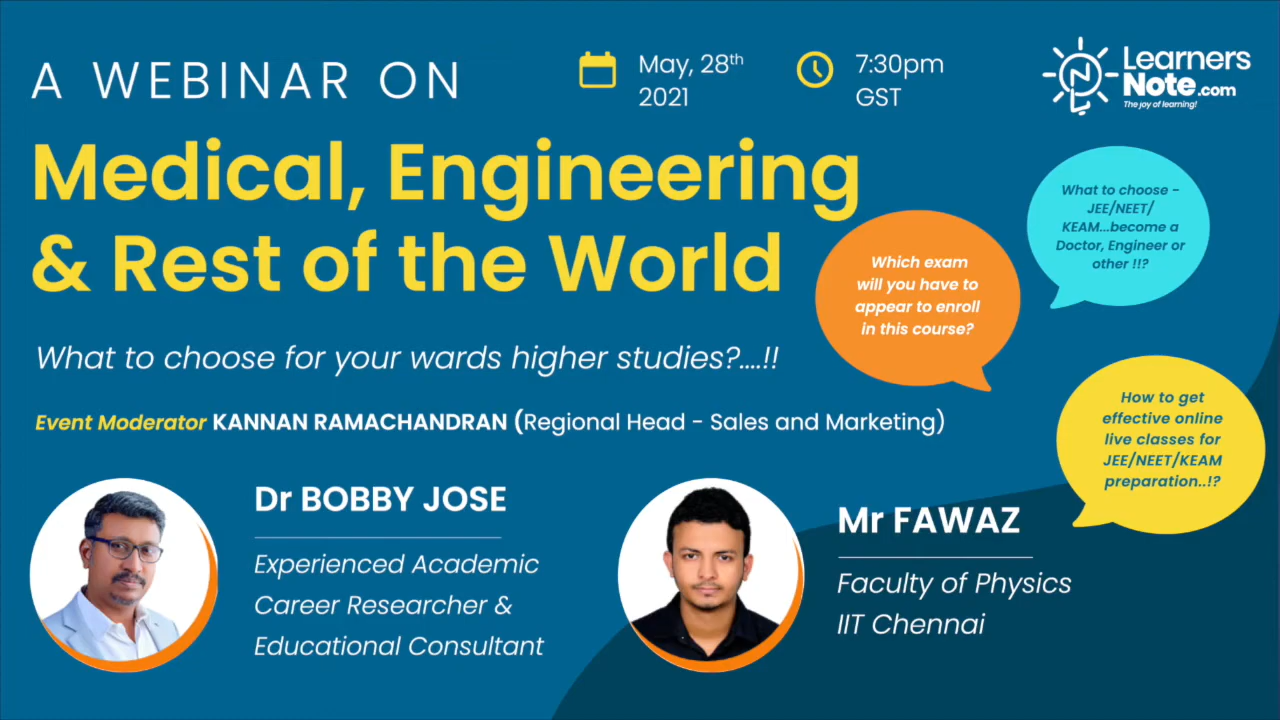 A WEBINAR ON
May, 28th
2021
7:30pm
GST
Learners
Note.com
The joy of learning!
Medical, Engineering
& Rest of the World
What to choose for your wards higher studies?....!!
Event Moderator KANNAN RAMACHANDRAN (Regional Head - Sales and Marketing)
What to choose -
JEE/NEET/
KEAM...become a
Doctor, Engineer or
other !!?
Which exam
will you have to
appear to enroll
in this course?
How to get
effective online
live classes for
JEE/NEET/KEAM
preparation..!?
Dr BOBBY JOSE
Experienced Academic
Career Researcher &
Educational Consultant
Mr FAWAZ
Faculty of Physics
IIT Chennai